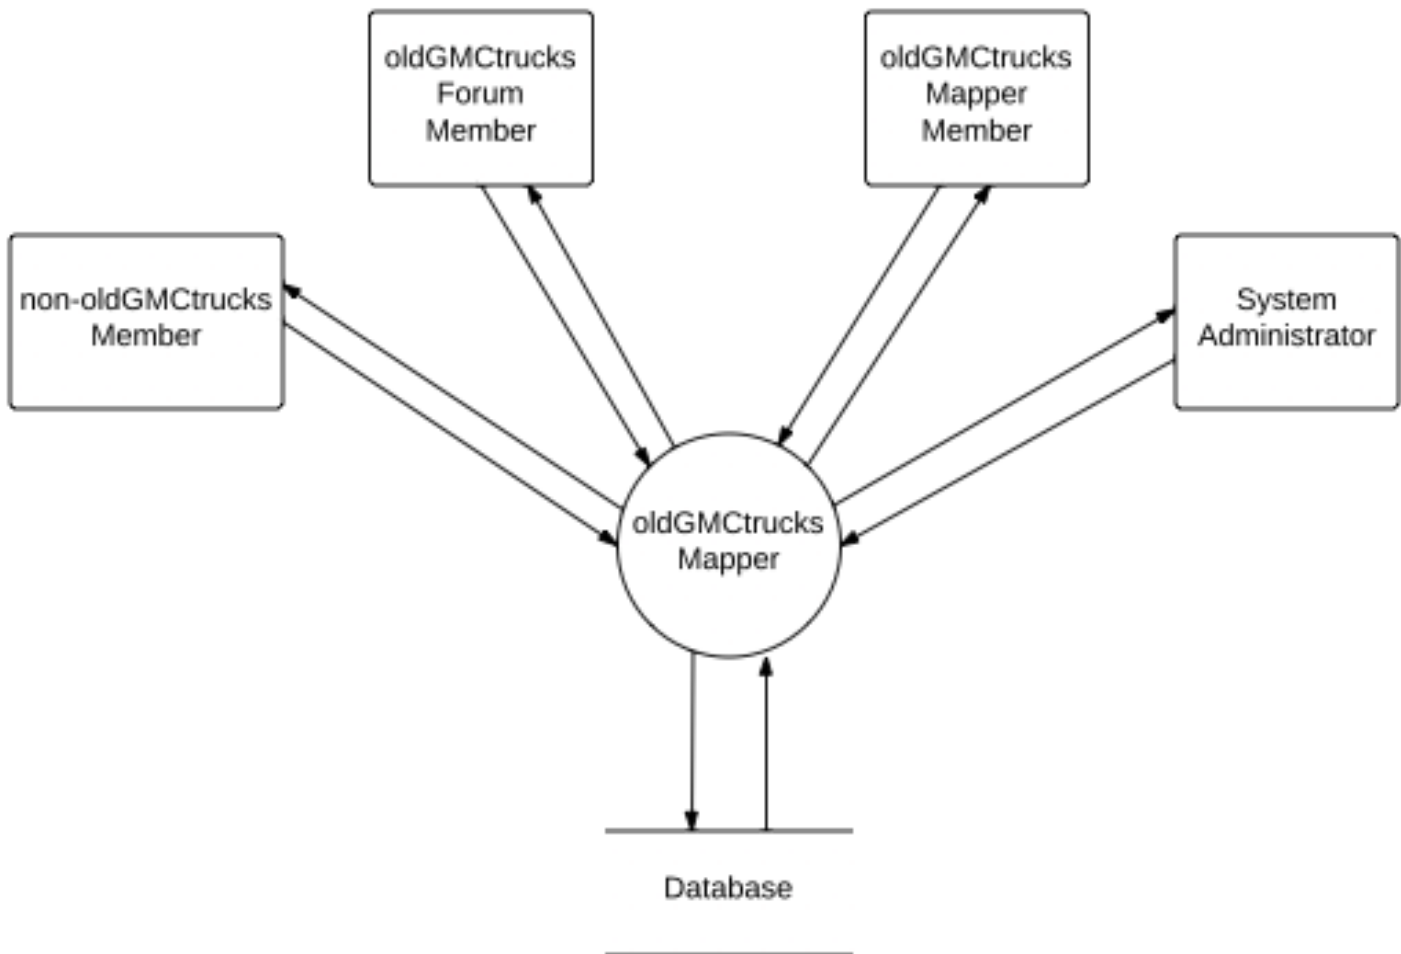 oldGMCtrucks
Forum
Member
oldGMCtrucks
Mapper
Member
non-oldGMCtrucks
Member
System
Administrator
oldGMCtrucks
Mapper
Database